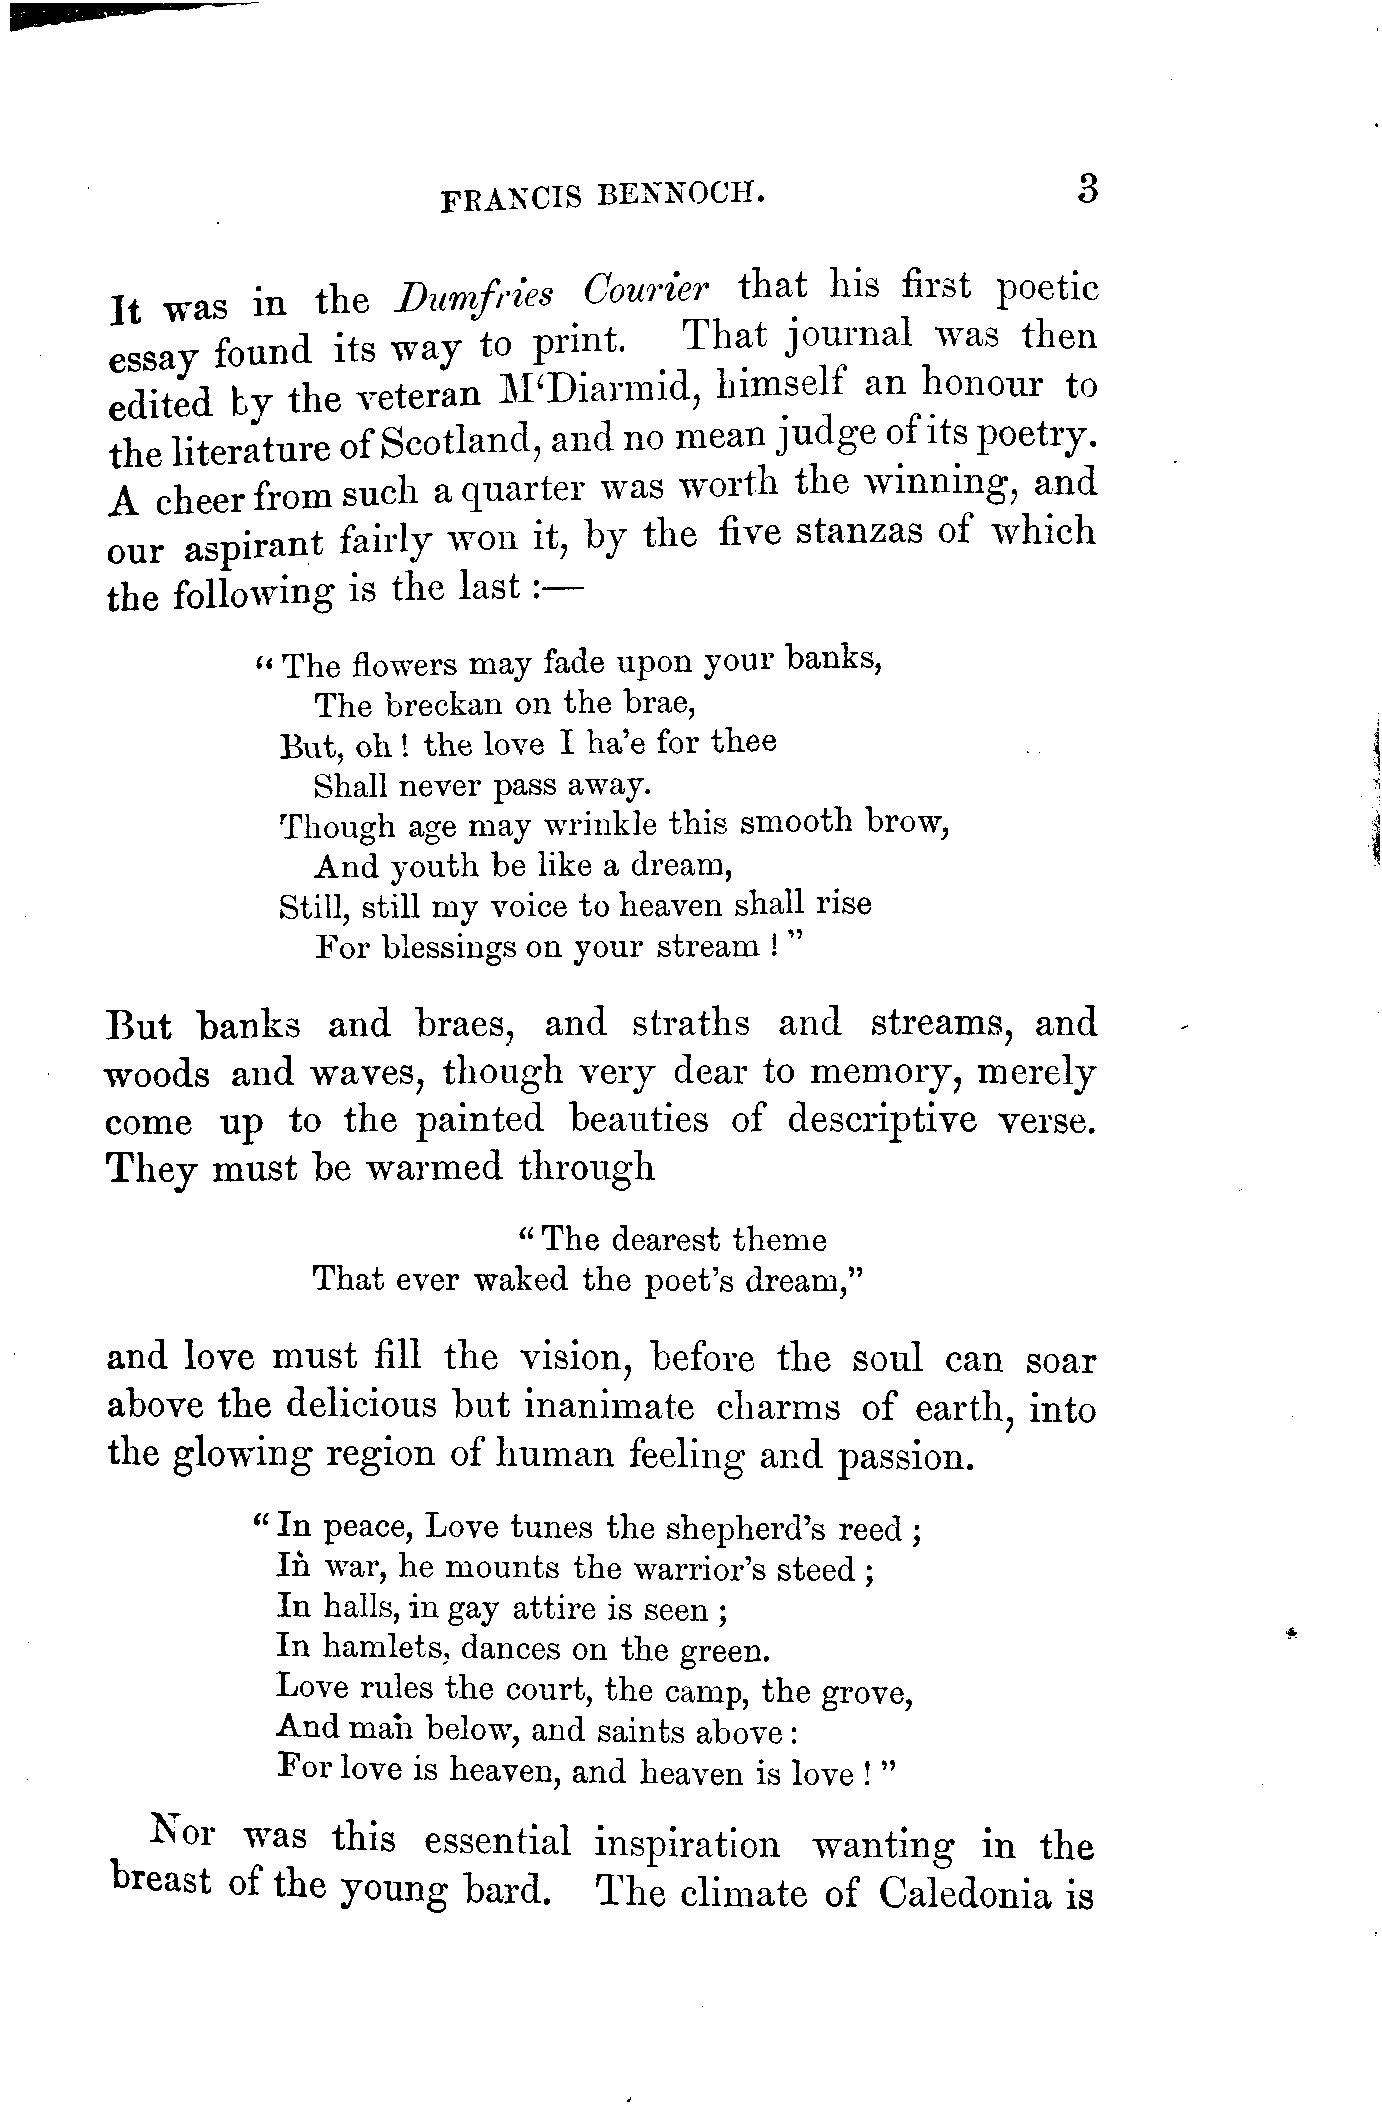 FRANCIS BENNOCH. 3
It was in the Dumfries Courier that his first poetic
essay found its way to print. That journal was then
edited by the veteran M‘Diarmid, himself an honour to
the literature of Scotland, and no mean judge of its poetry.
A cheer from such a quarter was worth the winning, and
our aspirant fairly won it, by the five stanzas of which
the following is the last :—
“ The flowers may fade upon your banks,
The breckan on the brae,
But, oh ! the love I ha’e for thee
Shall never pass away.
Though age may wrinkle this smooth brow,
And youth be like a dream,
Still, still my voice to heaven shall rise
For blessings on your stream ! ”
But banks and braes, and straths and streams, and
woods and waves, though very dear to memory, merely
come up to the painted beauties of descriptive verse.
They must be warmed through
“ The dearest theme
That ever waked the poet’s dream,”
and love must fill the vision, before the soul can soar
above the delicious but inanimate charms of earth, into
the glowing region of human feeling and passion.
“ In peace, Love tunes the shepherd’s reed ;
In war, he mounts the warrior’s steed ;
In halls, in gay attire is seen ;
In hamlets, dances on the green.
Love rules the court, the camp, the grove,
And man below, and saints above :
For love is heaven, and heaven is love ! ”
Nor was this essential inspiration wanting in the
breast of the young bard. The climate of Caledonia is